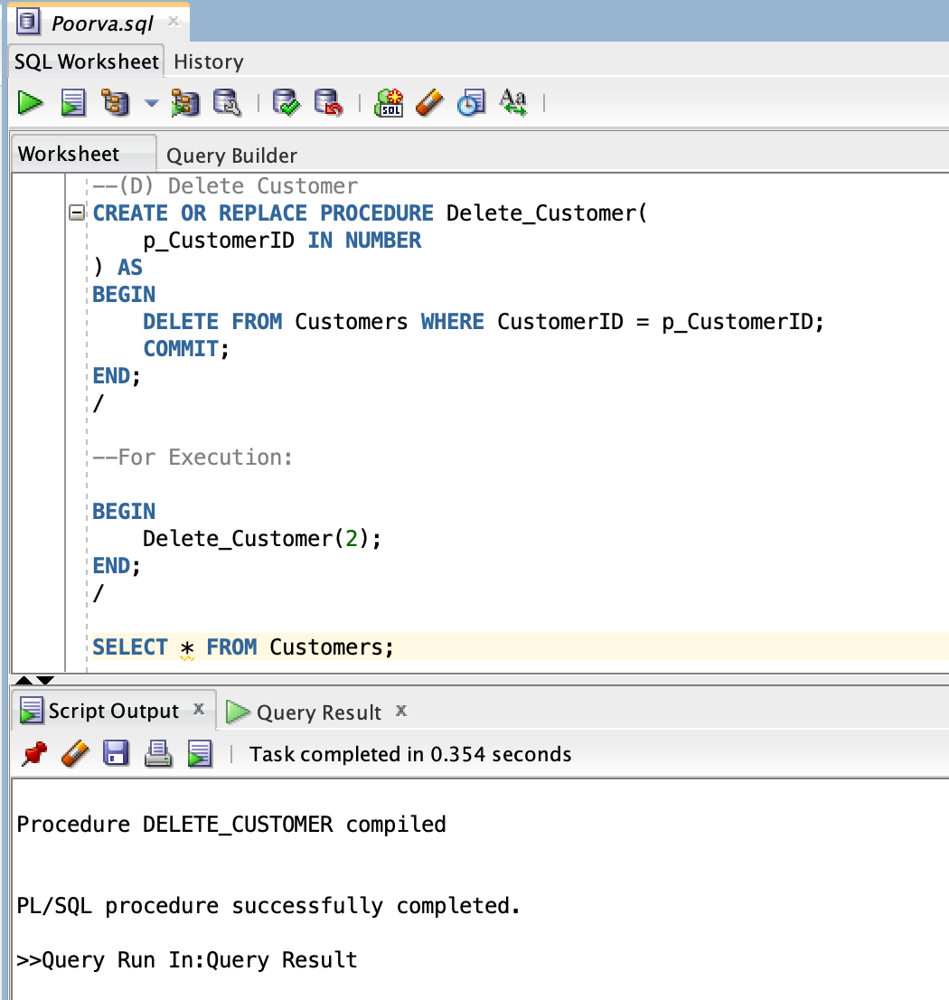 Poorva.sql
SQL Worksheet History
SQL
Aa
Worksheet Query Builder
--(D) Delete Customer
CREATE OR REPLACE PROCEDURE Delete_Customer(
    p_CustomerID IN NUMBER
) AS
BEGIN
    DELETE FROM Customers WHERE CustomerID = p_CustomerID;
    COMMIT;
END;
/
--For Execution:
BEGIN
    Delete_Customer(2);
END;
/
SELECT * FROM Customers;
Script Output x Query Result x
Task completed in 0.354 seconds
Procedure DELETE_CUSTOMER compiled
PL/SQL procedure successfully completed.
>>Query Run In:Query Result